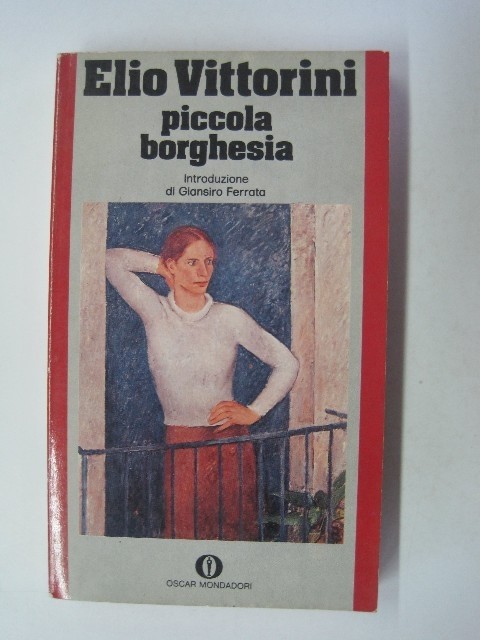 Elio Vittorini
piccola
borghesia
Introduzione
di Giansiro Ferrata
OSCAR MONDADORI